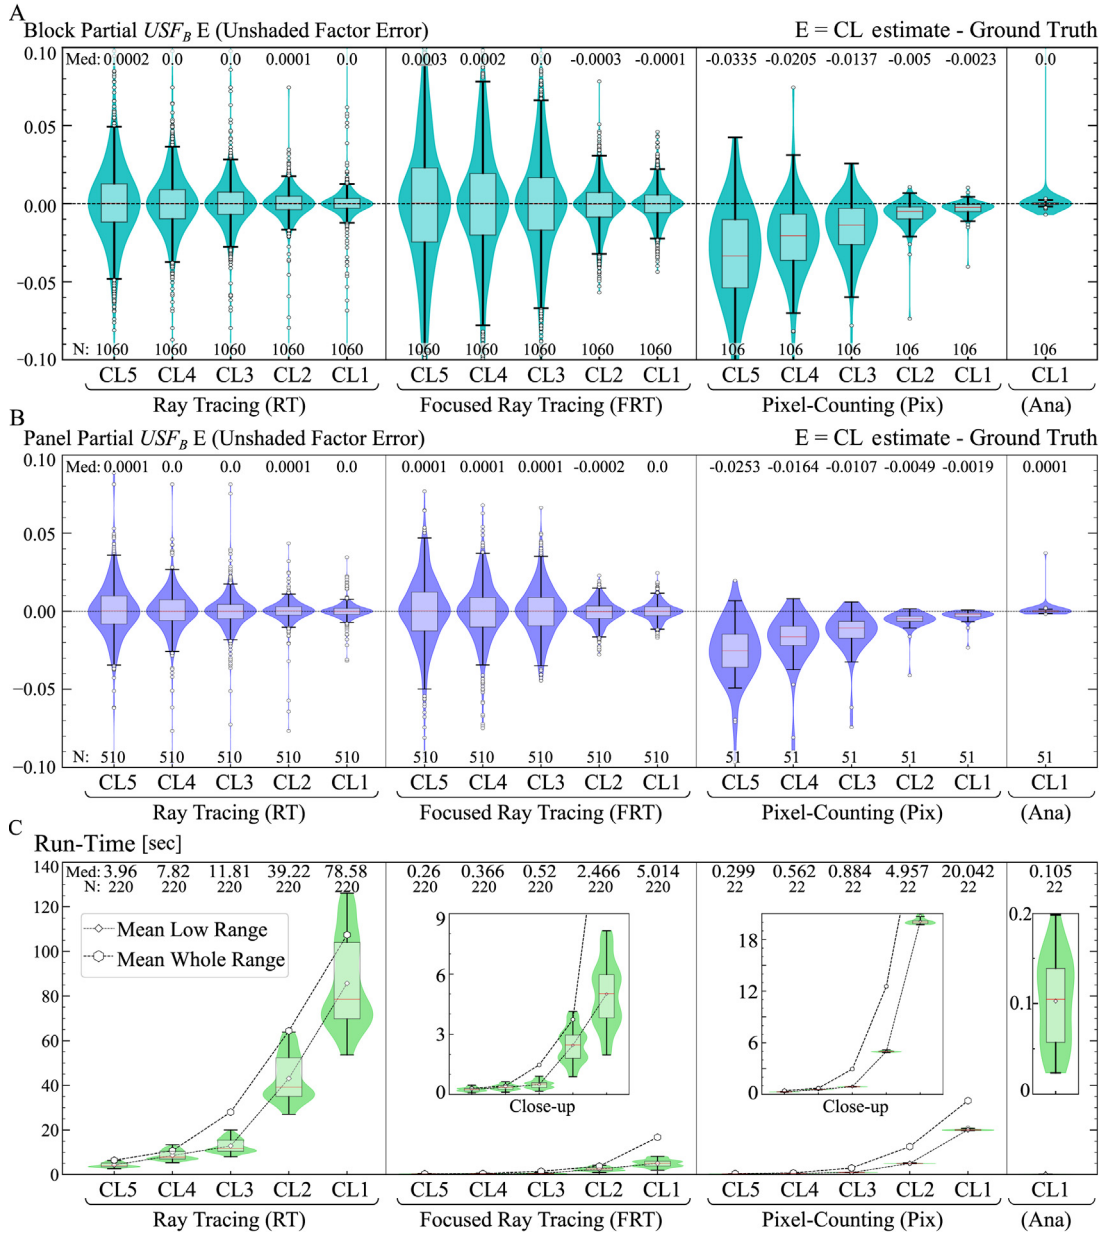 A
Block Partial USF_B E (Unshaded Factor Error) E = CL estimate - Ground Truth
0.10
Med: 0.0002 0.0 0.0 0.0001 0.0 0.0003 0.0002 0.0 -0.0003 -0.0001 -0.0335 -0.0205 -0.0137 -0.005 -0.0023 0.0
0.05
0.00
−0.05
−0.10
N: 1060 1060 1060 1060 1060 1060 1060 1060 1060 1060 106 106 106 106 106 106
CL5 CL4 CL3 CL2 CL1 CL5 CL4 CL3 CL2 CL1 CL5 CL4 CL3 CL2 CL1 CL1
Ray Tracing (RT) Focused Ray Tracing (FRT) Pixel-Counting (Pix) (Ana)
B
Panel Partial USF_B E (Unshaded Factor Error) E = CL estimate - Ground Truth
0.10
Med: 0.0001 0.0 0.0 0.0001 0.0 0.0001 0.0001 0.0001 -0.0002 0.0 -0.0253 -0.0164 -0.0107 -0.0049 -0.0019 0.0001
0.05
0.00
−0.05
−0.10
N: 510 510 510 510 510 510 510 510 510 510 51 51 51 51 51 51
CL5 CL4 CL3 CL2 CL1 CL5 CL4 CL3 CL2 CL1 CL5 CL4 CL3 CL2 CL1 CL1
Ray Tracing (RT) Focused Ray Tracing (FRT) Pixel-Counting (Pix) (Ana)
C
Run-Time [sec]
140
Med: 3.96 7.82 11.81 39.22 78.58 0.26 0.366 0.52 2.466 5.014 0.299 0.562 0.884 4.957 20.042 0.105
N: 220 220 220 220 220 220 220 220 220 220 22 22 22 22 22 22
120
100
80
60
40
20
0
Mean Low Range
Mean Whole Range
9
6
3
0
Close-up
18
12
6
0
Close-up
0.2
0.1
0
CL5 CL4 CL3 CL2 CL1 CL5 CL4 CL3 CL2 CL1 CL5 CL4 CL3 CL2 CL1 CL1
Ray Tracing (RT) Focused Ray Tracing (FRT) Pixel-Counting (Pix) (Ana)